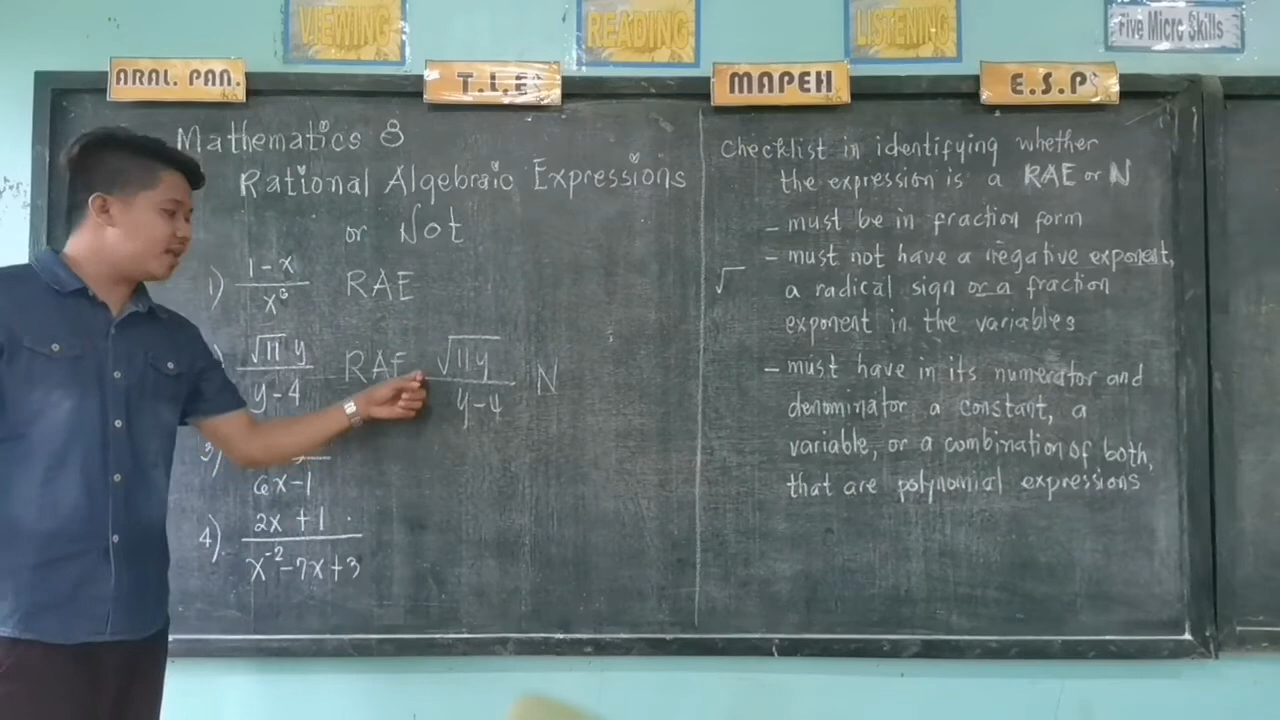 VIEWING
READING
LISTENING
Five Micro Skills
ARAL. PAN.
T.L.E
MAPEH
E.S.P
Mathematics 8
Rational Algebraic Expressions
or Not
1) 1-x / x⁶ RAE
√11 y / y-4 RAE √11y / y-4 N
3)
6x-1
4). 2x+1 / x⁻²-7x+3
Checklist in identifying whether
the expression is a RAE or N
- must be in fraction form
- must not have a negative exponent,
√ a radical sign or a fraction
exponent in the variables
- must have in its numerator and
denominator a constant, a
variable, or a combination of both,
that are polynomial expressions